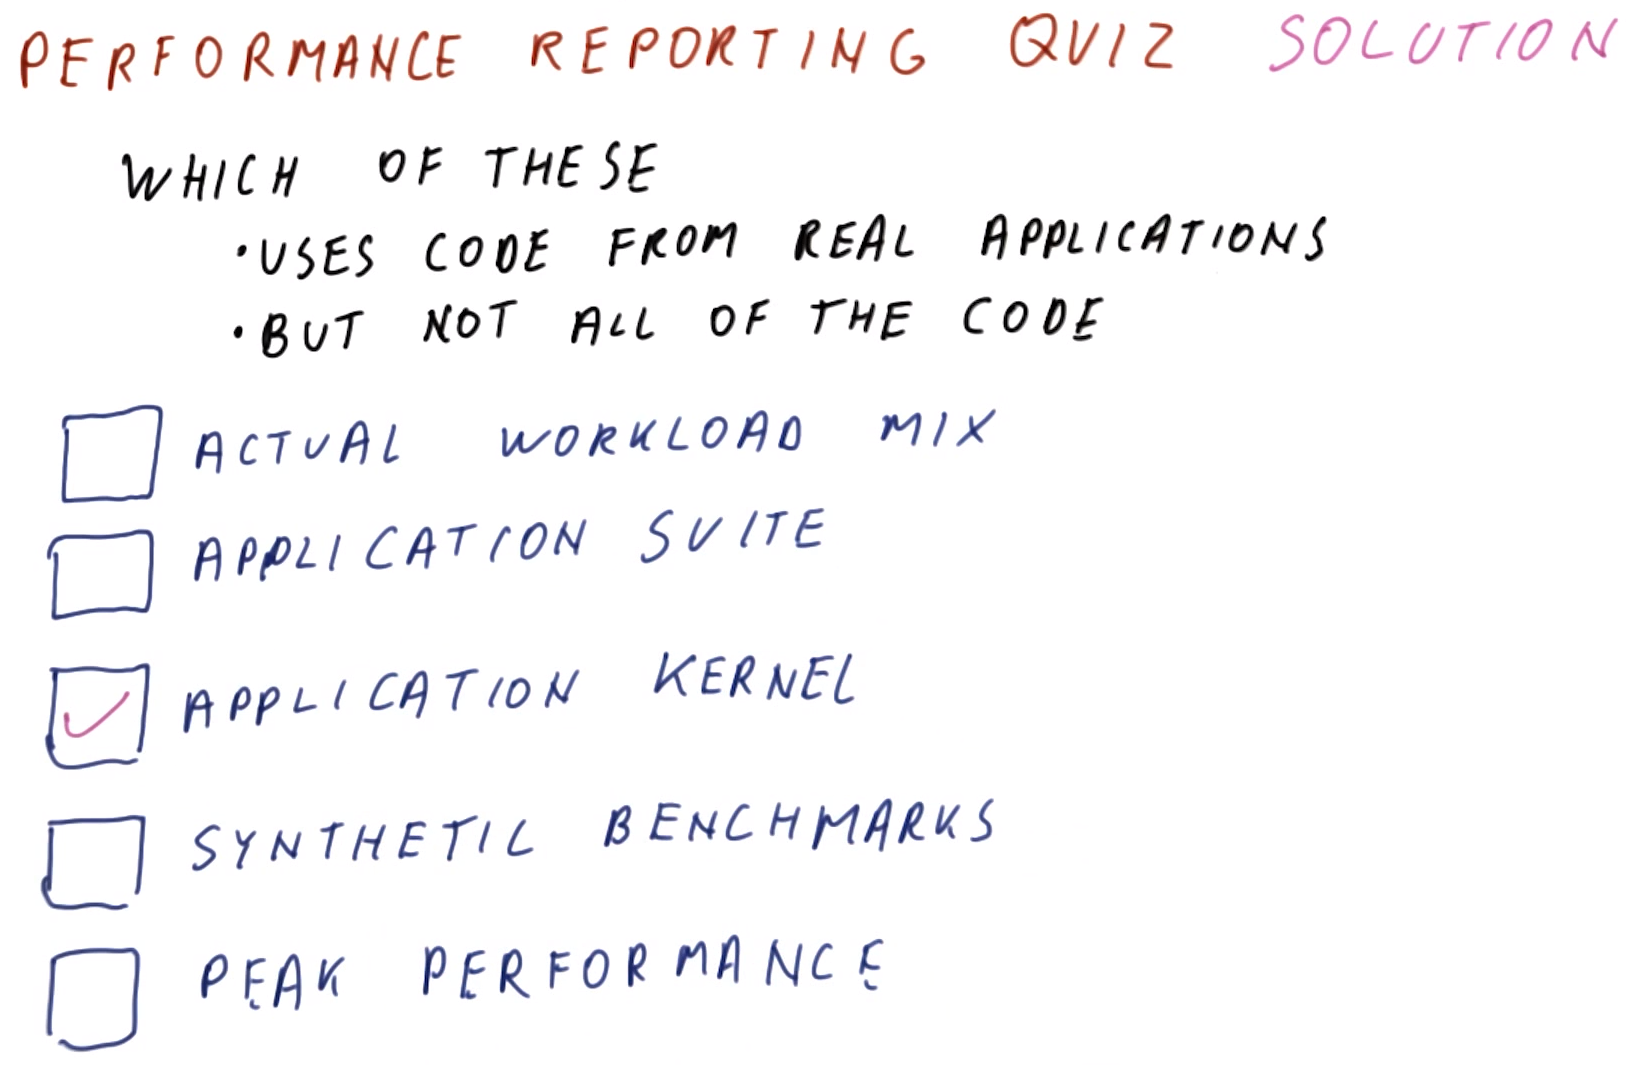 PERFORMANCE REPORTING QUIZ SOLUTION
WHICH OF THESE
• USES CODE FROM REAL APPLICATIONS
• BUT NOT ALL OF THE CODE
ACTUAL WORKLOAD MIX
APPLICATION SUITE
APPLICATION KERNEL
SYNTHETIC BENCHMARKS
PEAK PERFORMANCE